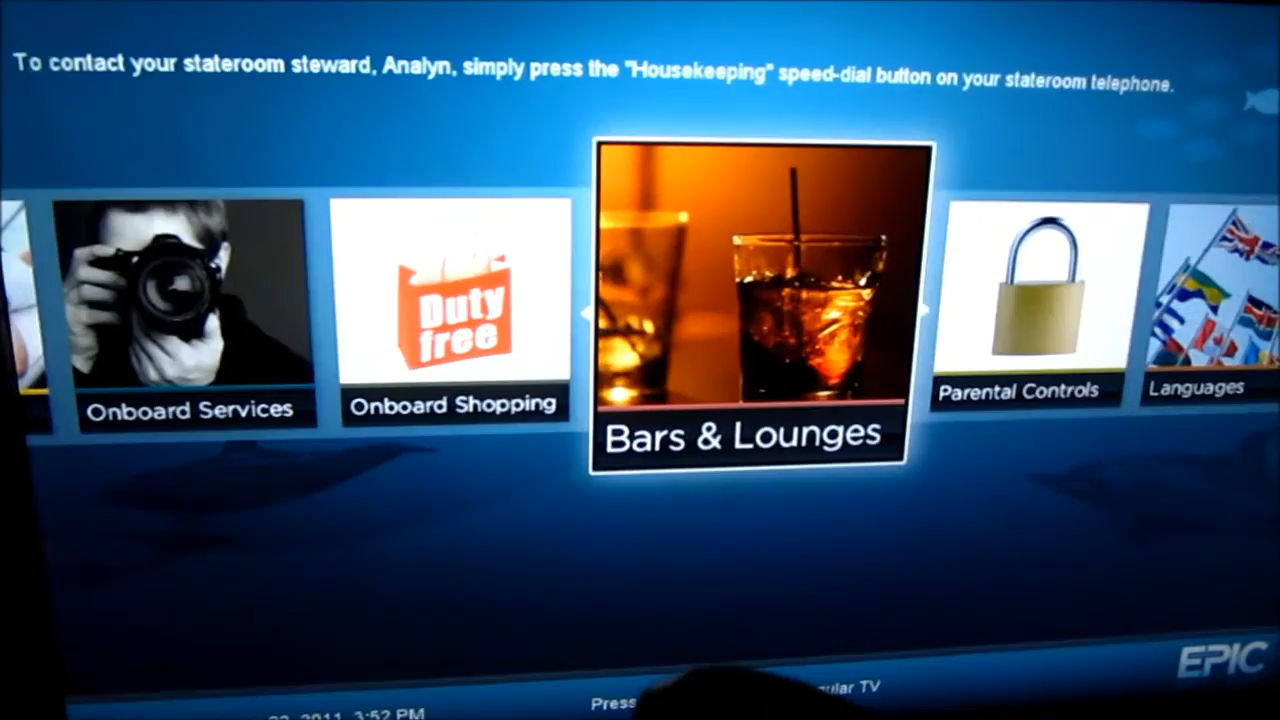 To contact your stateroom steward, Analyn, simply press the "Housekeeping" speed-dial button on your stateroom telephone.
Duty
free
Onboard Services
Onboard Shopping
Bars & Lounges
Parental Controls
Languages
EPIC
2011, 3:52 PM
Press
TV